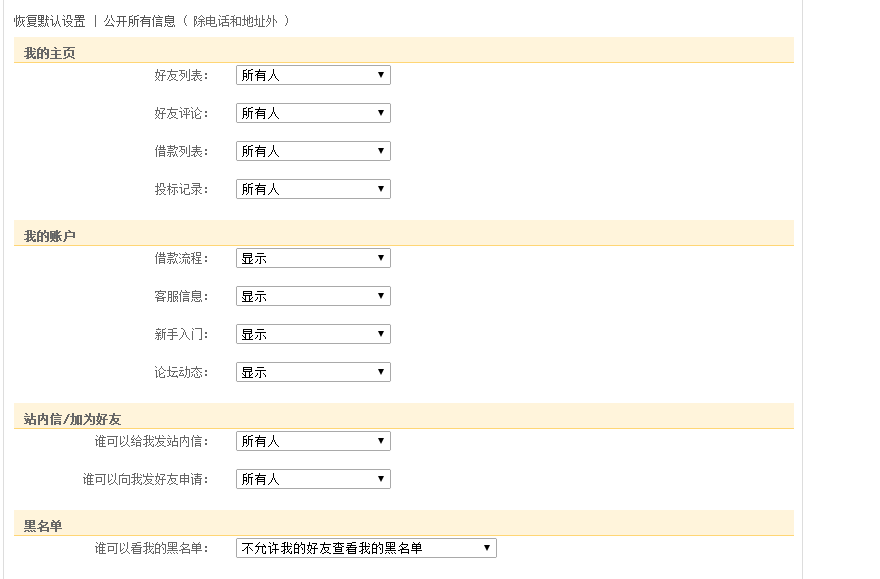 恢复默认设置 | 公开所有信息（ 除电话和地址外 ）
我的主页
好友列表： 所有人
好友评论： 所有人
借款列表： 所有人
投标记录： 所有人
我的账户
借款流程： 显示
客服信息： 显示
新手入门： 显示
论坛动态： 显示
站内信/加为好友
谁可以给我发站内信： 所有人
谁可以向我发好友申请： 所有人
黑名单
谁可以看我的黑名单： 不允许我的好友查看我的黑名单